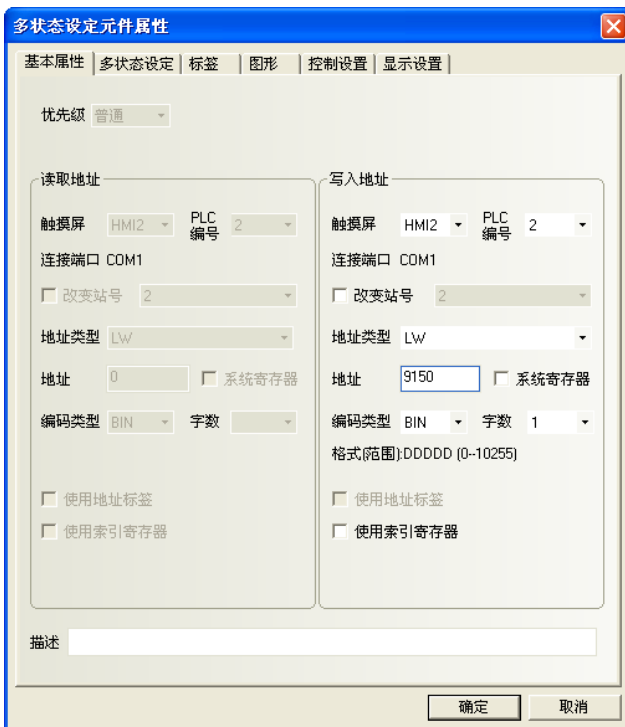 多状态设定元件属性
基本属性 多状态设定 标签 图形 控制设置 显示设置
优先级 普通
读取地址
触摸屏 HMI2 PLC编号 2
连接端口 COM1
改变站号 2
地址类型 LW
地址 0 系统寄存器
编码类型 BIN 字数
使用地址标签
使用索引寄存器
写入地址
触摸屏 HMI2 PLC编号 2
连接端口 COM1
改变站号 2
地址类型 LW
地址 9150 系统寄存器
编码类型 BIN 字数 1
格式(范围):DDDDD (0--10255)
使用地址标签
使用索引寄存器
描述
确定 取消